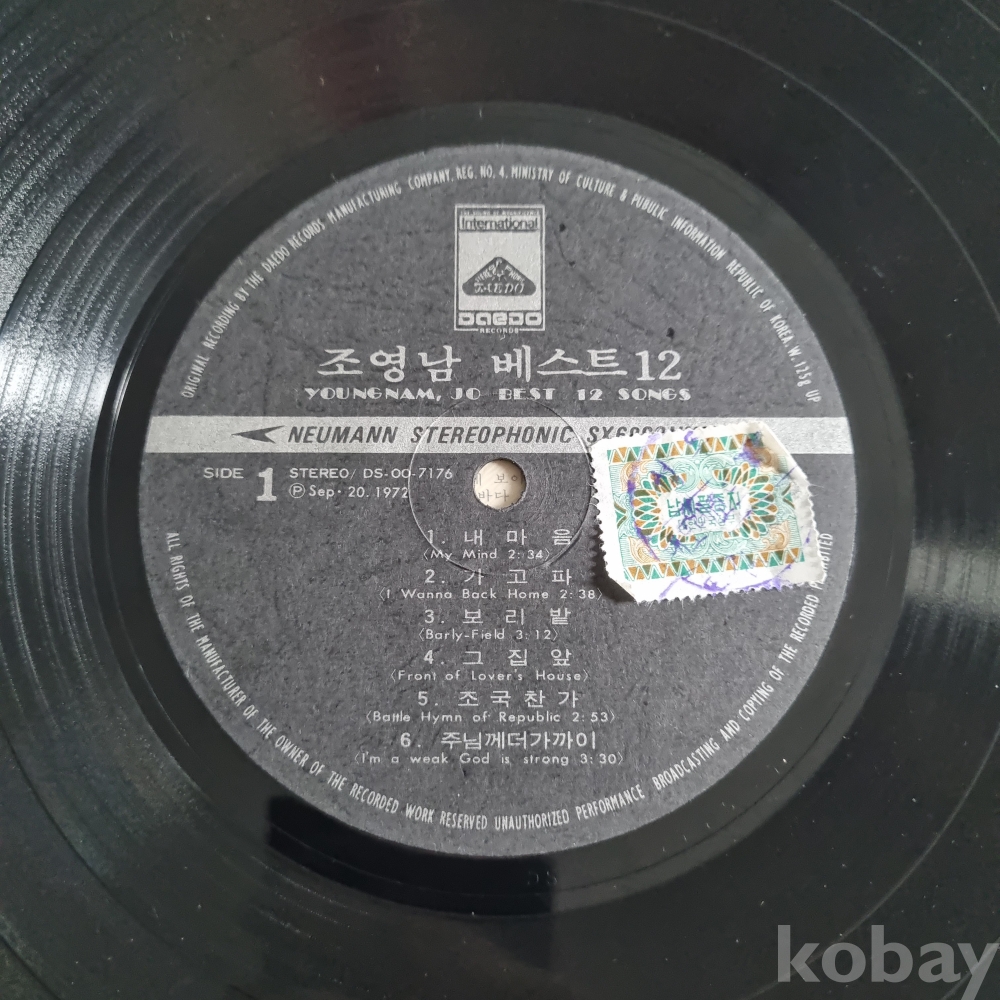 ORIGINAL RECORDING BY THE DAEDO RECORDS MANUFACTURING COMPANY, REG. NO, 4. MINISTRY OF CULTURE & PUBULIC INFORMATION REPUBLIC OF KOREA. W-125g UP
International
DAEDO
RECORDS
조영남 베스트12
YOUNGNAM, JO BEST 12 SONGS
NEUMANN STEREOPHONIC
SIDE 1
STEREO/DS-OO-7176
Ⓟ Sep·20.1972
1. 내 마 음
(My Mind 2:34)
2. 가 고 파
(I Wanna Back Home 2:38)
3. 보 리 밭
(Barly-Field 3:12)
4. 그 집 앞
(Front of Lover's House)
5. 조 국 찬 가
(Battle Hymn of Republic 2:53)
6. 주님께더가까이
(I'm a weak God is strong 3:30)
ALL RIGHTS OF THE MANUFACTURER OF THE OWNER OF THE RECORDED WORK RESERVED UNAUTHORIZED PERFORMANCE BROADCASTING AND COPYING OF THE RECORDED
kobay